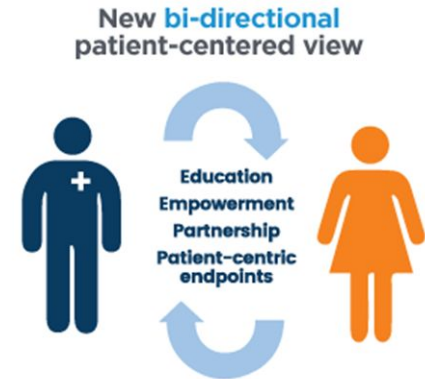 New bi-directional
patient-centered view
Education
Empowerment
Partnership
Patient-centric
endpoints